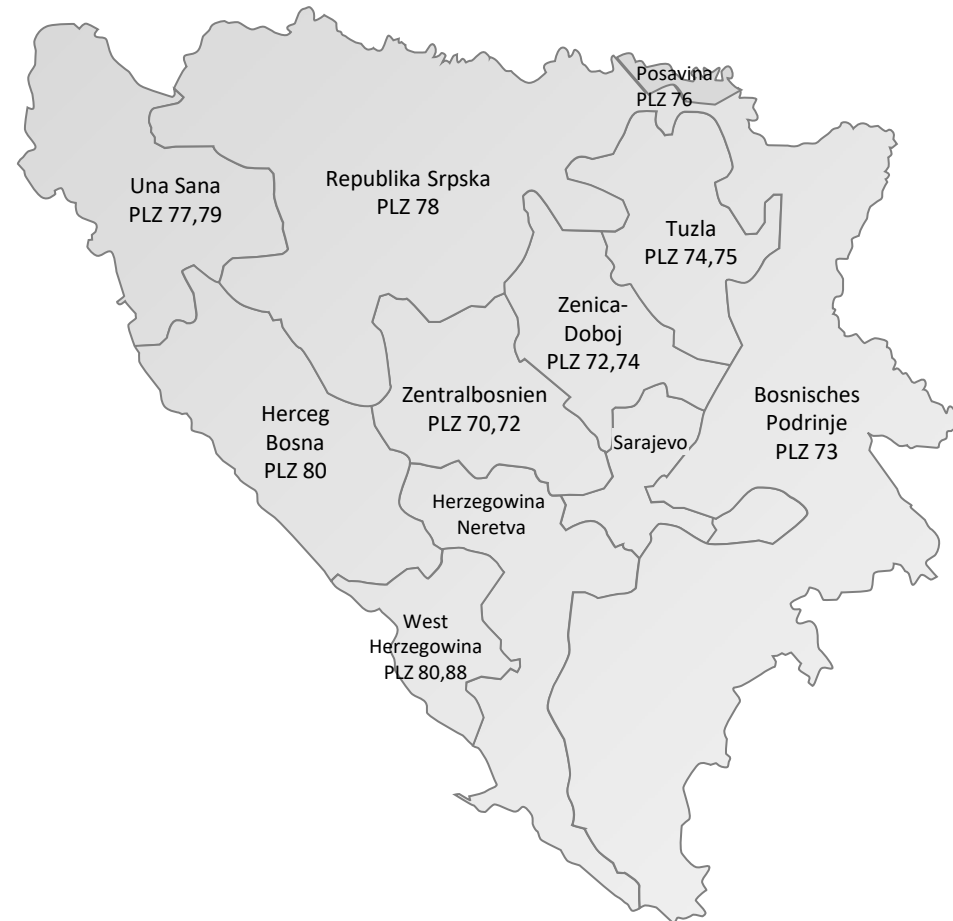 Posavina
PLZ 76
Una Sana
PLZ 77,79
Republika Srpska
PLZ 78
Tuzla
PLZ 74,75
Zenica-
Doboj
PLZ 72,74
Zentralbosnien
PLZ 70,72
Bosnisches
Podrinje
PLZ 73
Herceg
Bosna
PLZ 80
Sarajevo
Herzegowina
Neretva
West
Herzegowina
PLZ 80,88